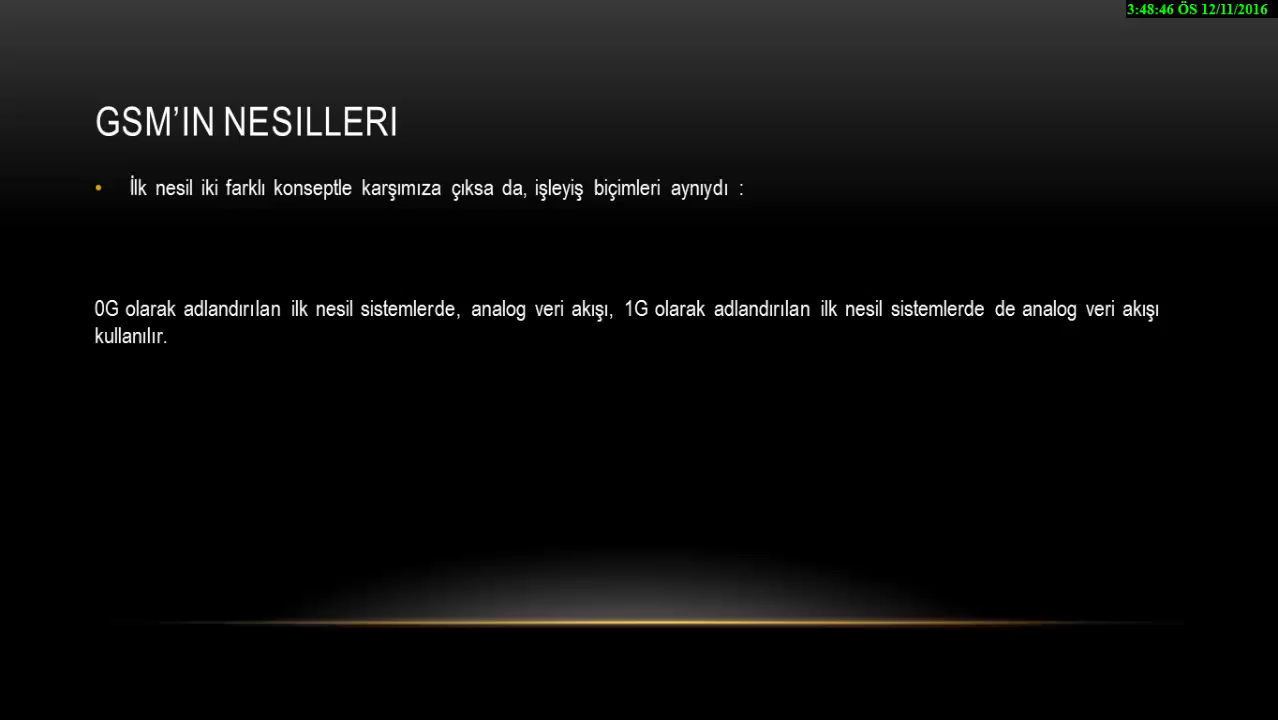 3:48:46 ÖS 12/11/2016
GSM’IN NESILLERI
• İlk nesil iki farklı konseptle karşımıza çıksa da, işleyiş biçimleri aynıydı :
0G olarak adlandırılan ilk nesil sistemlerde, analog veri akışı, 1G olarak adlandırılan ilk nesil sistemlerde de analog veri akışı
kullanılır.